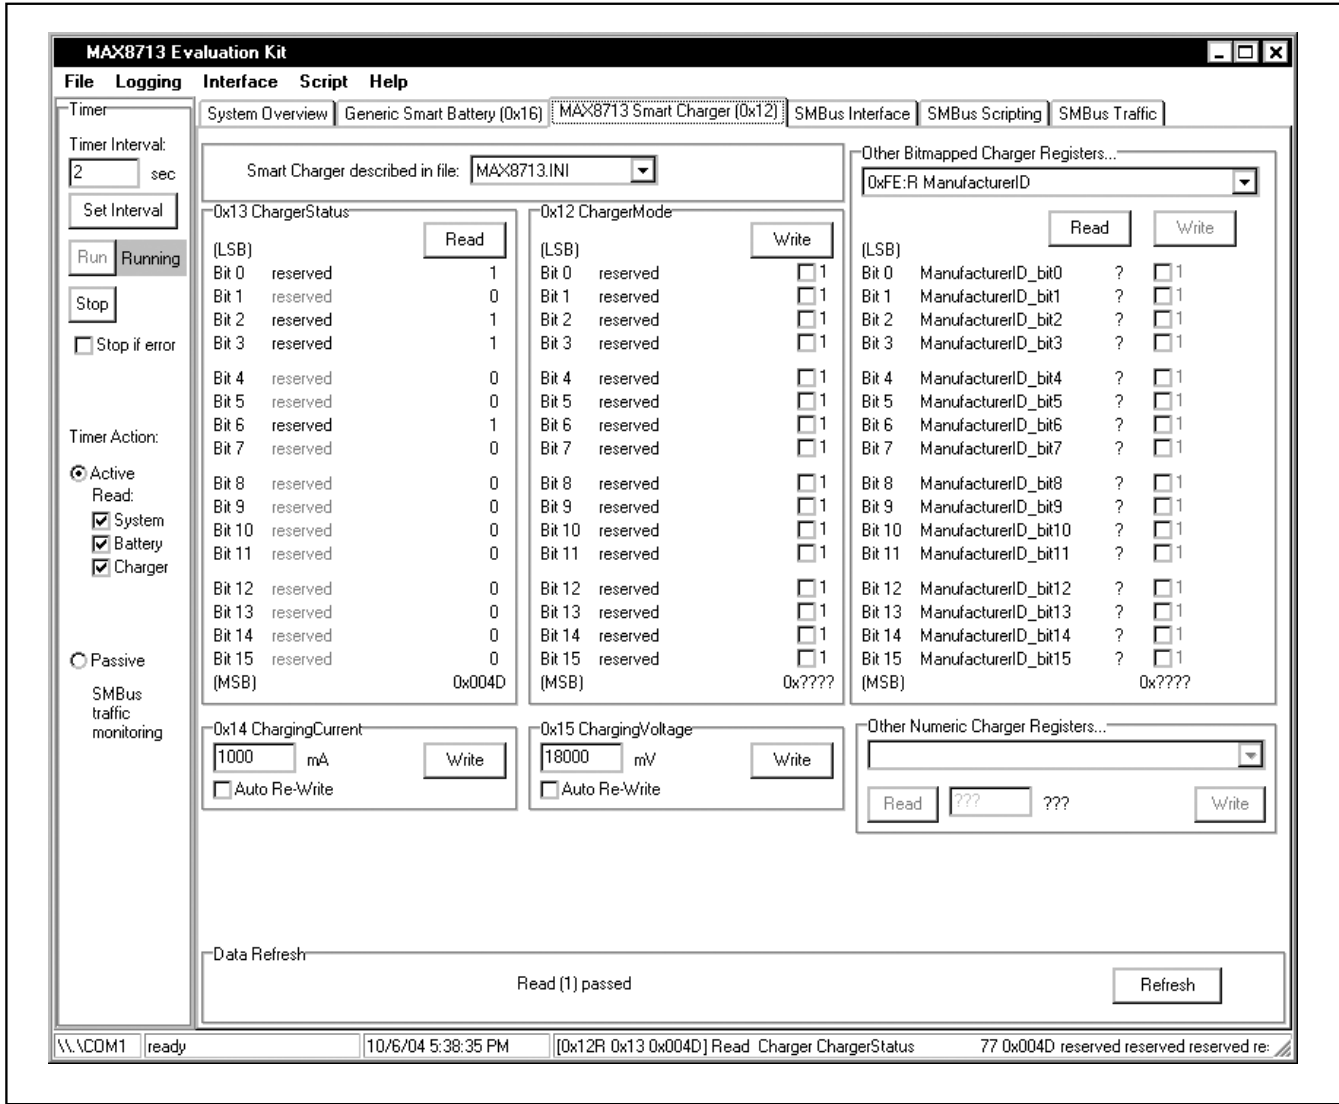 MAX8713 Evaluation Kit
File Logging Interface Script Help
Timer
Timer Interval:
2 sec
Set Interval
Run Running
Stop
Stop if error
Timer Action:
Active
Read:
System
Battery
Charger
Passive
SMBus
traffic
monitoring
System Overview Generic Smart Battery (0x16) MAX8713 Smart Charger (0x12) SMBus Interface SMBus Scripting SMBus Traffic
Smart Charger described in file: MAX8713.INI
0x13 ChargerStatus
Read
(LSB)
Bit 0 reserved 1
Bit 1 reserved 0
Bit 2 reserved 1
Bit 3 reserved 1
Bit 4 reserved 0
Bit 5 reserved 0
Bit 6 reserved 1
Bit 7 reserved 0
Bit 8 reserved 0
Bit 9 reserved 0
Bit 10 reserved 0
Bit 11 reserved 0
Bit 12 reserved 0
Bit 13 reserved 0
Bit 14 reserved 0
Bit 15 reserved 0
(MSB) 0x004D
0x12 ChargerMode
Write
(LSB)
Bit 0 reserved 1
Bit 1 reserved 1
Bit 2 reserved 1
Bit 3 reserved 1
Bit 4 reserved 1
Bit 5 reserved 1
Bit 6 reserved 1
Bit 7 reserved 1
Bit 8 reserved 1
Bit 9 reserved 1
Bit 10 reserved 1
Bit 11 reserved 1
Bit 12 reserved 1
Bit 13 reserved 1
Bit 14 reserved 1
Bit 15 reserved 1
(MSB) 0x????
Other Bitmapped Charger Registers...
0xFE:R ManufacturerID
Read Write
(LSB)
Bit 0 ManufacturerID_bit0 ? 1
Bit 1 ManufacturerID_bit1 ? 1
Bit 2 ManufacturerID_bit2 ? 1
Bit 3 ManufacturerID_bit3 ? 1
Bit 4 ManufacturerID_bit4 ? 1
Bit 5 ManufacturerID_bit5 ? 1
Bit 6 ManufacturerID_bit6 ? 1
Bit 7 ManufacturerID_bit7 ? 1
Bit 8 ManufacturerID_bit8 ? 1
Bit 9 ManufacturerID_bit9 ? 1
Bit 10 ManufacturerID_bit10 ? 1
Bit 11 ManufacturerID_bit11 ? 1
Bit 12 ManufacturerID_bit12 ? 1
Bit 13 ManufacturerID_bit13 ? 1
Bit 14 ManufacturerID_bit14 ? 1
Bit 15 ManufacturerID_bit15 ? 1
(MSB) 0x????
0x14 ChargingCurrent
1000 mA Write
Auto Re-Write
0x15 ChargingVoltage
18000 mV Write
Auto Re-Write
Other Numeric Charger Registers...
Read ??? ??? Write
Data Refresh
Read (1) passed Refresh
\\.\COM1 ready 10/6/04 5:38:35 PM [0x12R 0x13 0x004D] Read Charger ChargerStatus 77 0x004D reserved reserved reserved re: